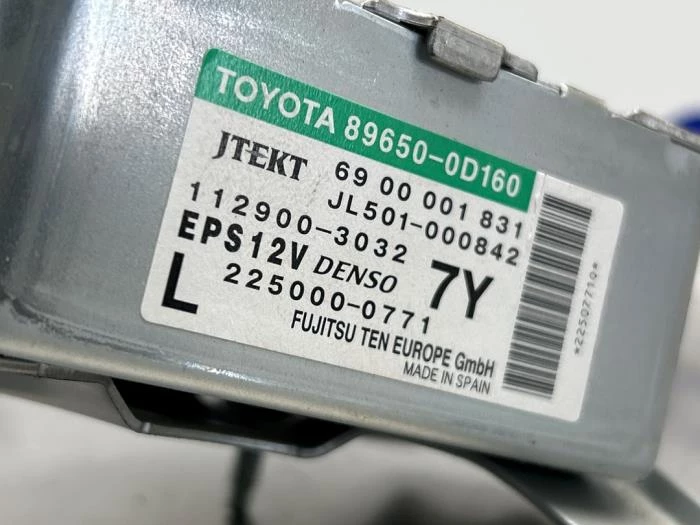 TOYOTA 89650-0D160
JTEKT 69 00 001 831
JL501-000842
112900-3032
EPS12V DENSO 7Y
L 225000-0771
FUJITSU TEN EUROPE GmbH
MADE IN SPAIN
*22507710*